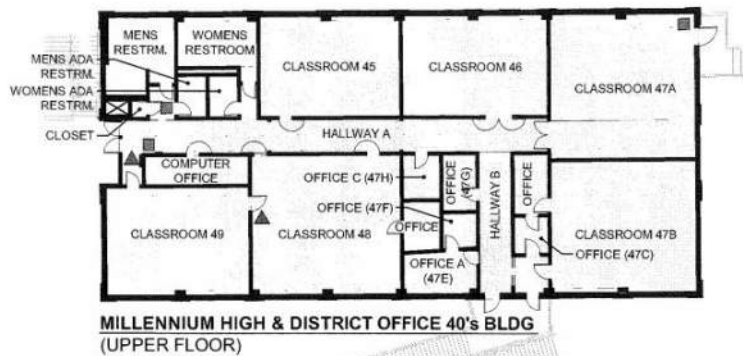 MENS
RESTRM.
WOMENS
RESTROOM
MENS ADA
RESTRM.
WOMENS ADA
RESTRM.
CLASSROOM 45
CLASSROOM 46
CLASSROOM 47A
CLOSET
HALLWAY A
COMPUTER
OFFICE
OFFICE C (47H)
OFFICE
(47G)
HALLWAY B
OFFICE
OFFICE (47F)
OFFICE
CLASSROOM 49
CLASSROOM 48
CLASSROOM 47B
OFFICE (47C)
OFFICE A
(47E)
MILLENNIUM HIGH & DISTRICT OFFICE 40's BLDG
(UPPER FLOOR)